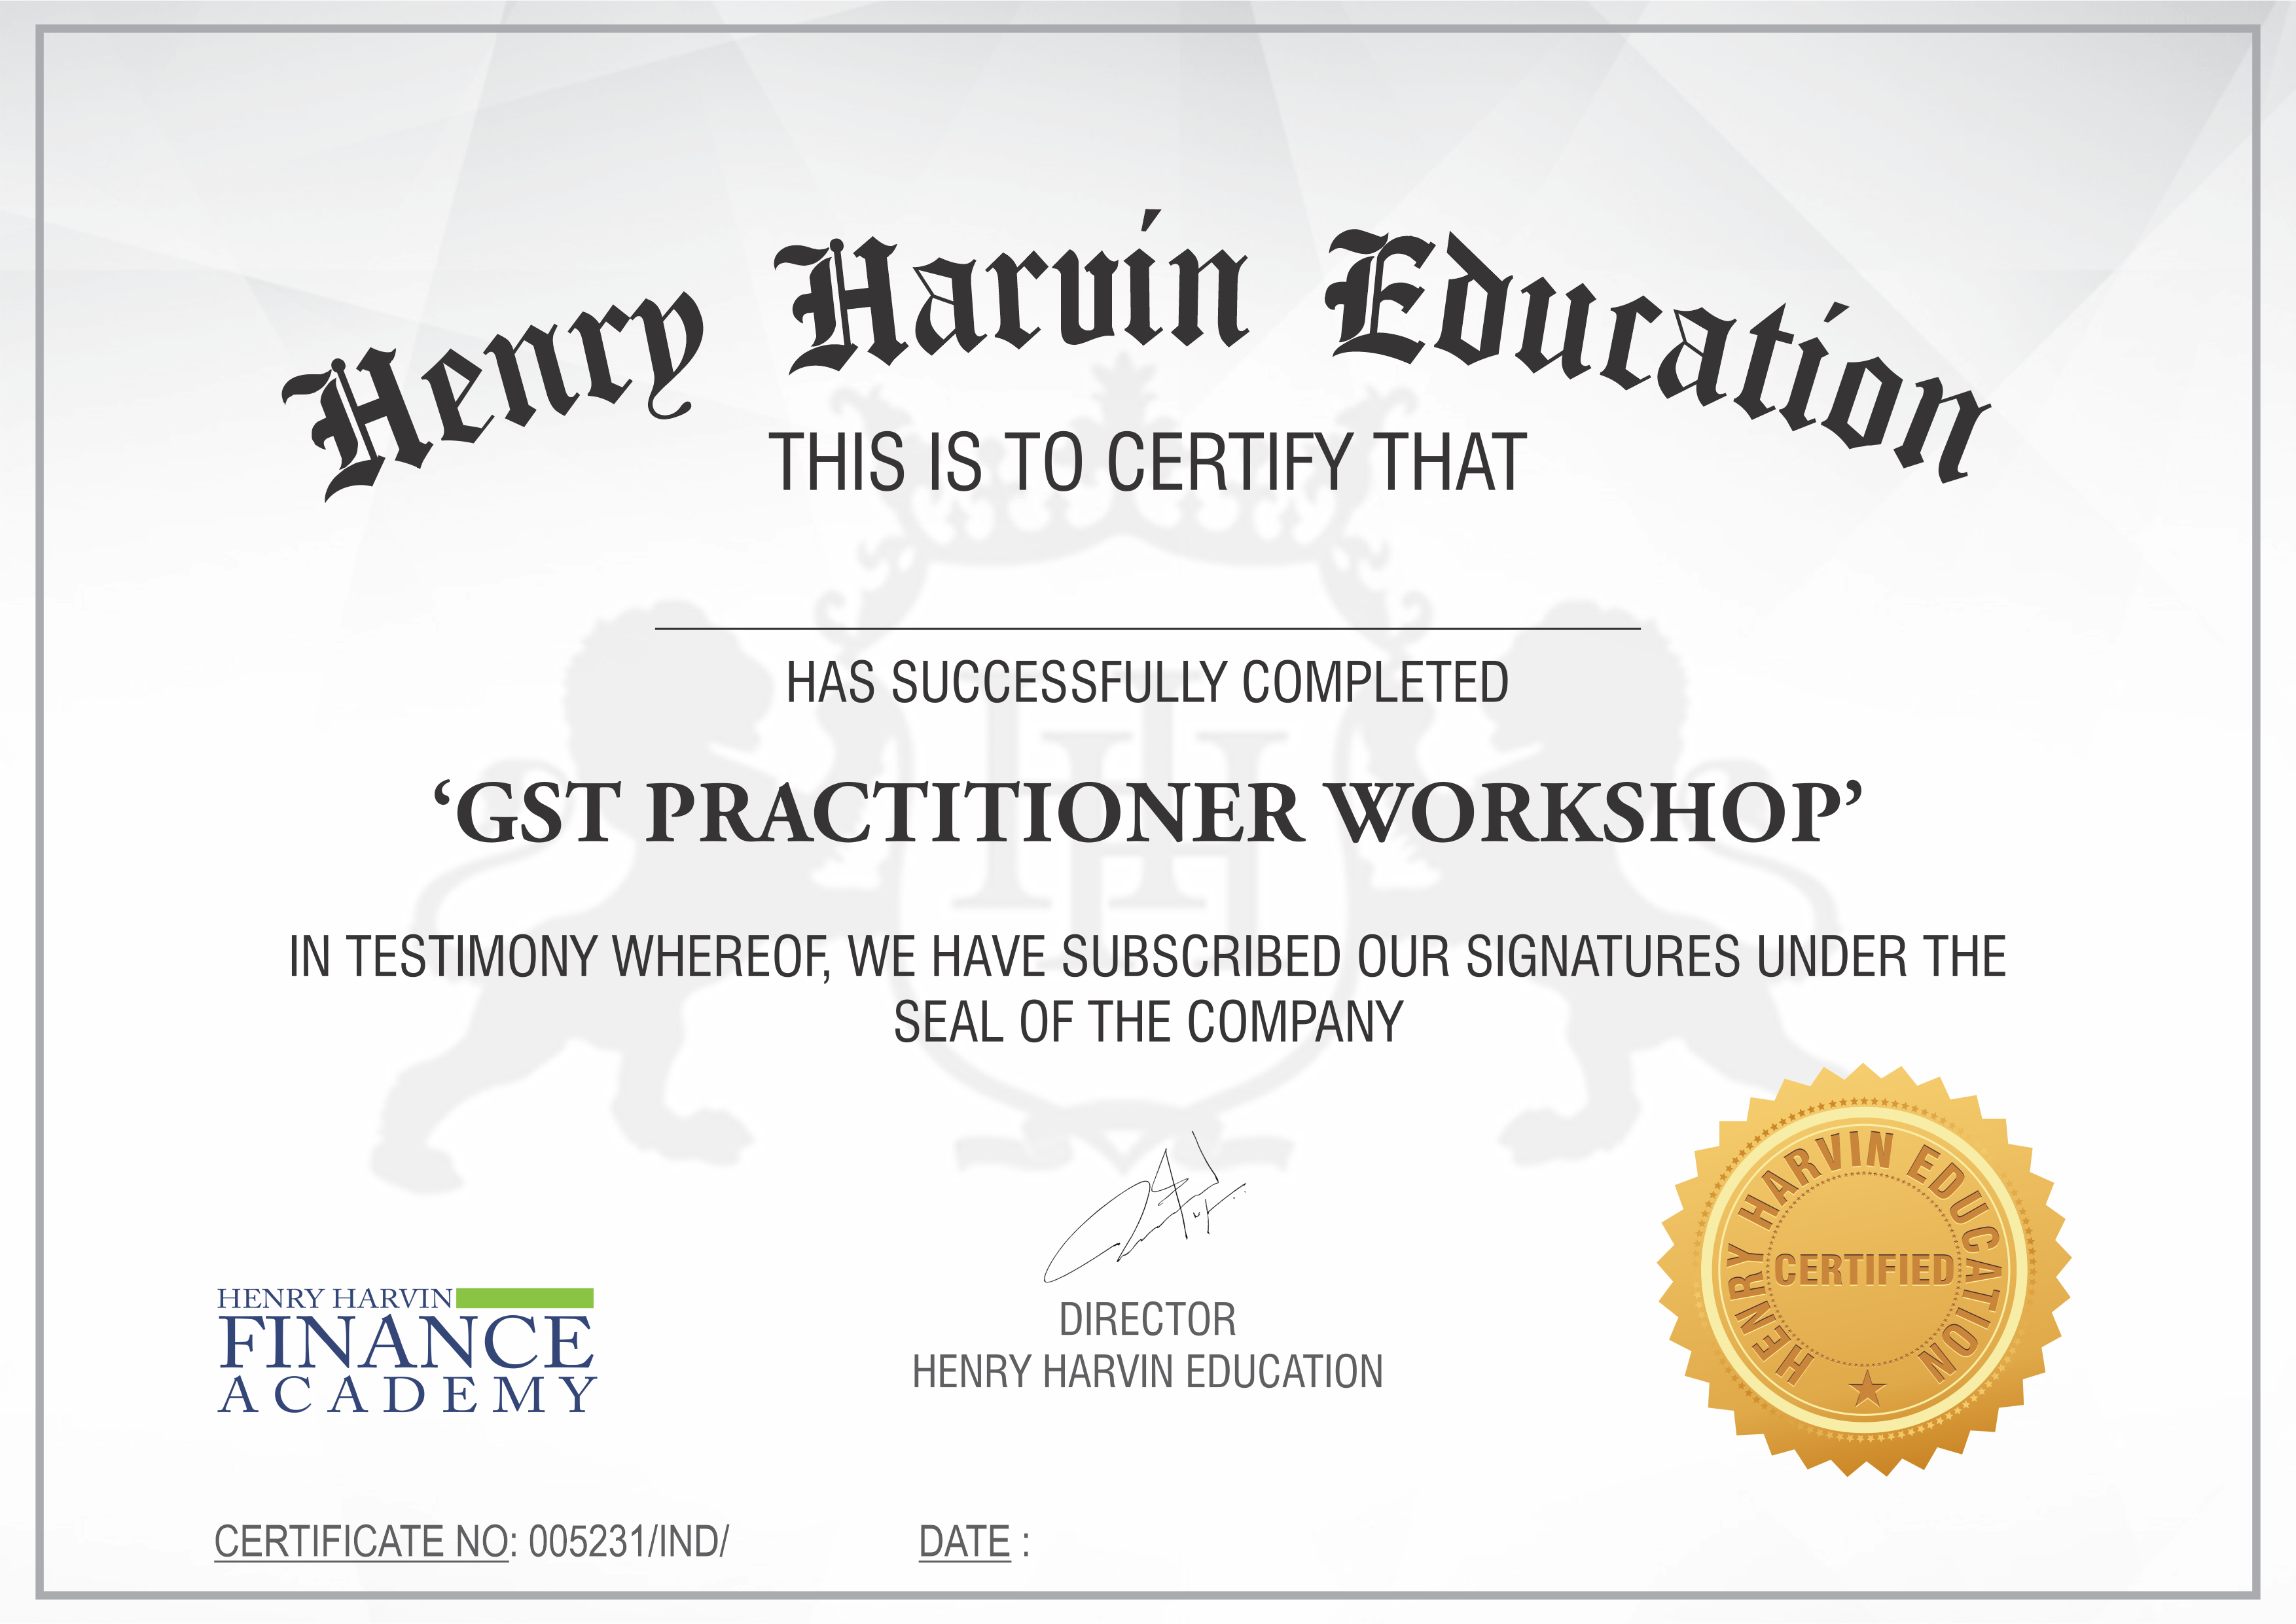 Henry Harvin Education
THIS IS TO CERTIFY THAT
HAS SUCCESSFULLY COMPLETED
‘GST PRACTITIONER WORKSHOP’
IN TESTIMONY WHEREOF, WE HAVE SUBSCRIBED OUR SIGNATURES UNDER THE
SEAL OF THE COMPANY
HENRY HARVIN
FINANCE
ACADEMY
DIRECTOR
HENRY HARVIN EDUCATION
HENRY HARVIN EDUCATION
CERTIFIED
CERTIFICATE NO: 005231/IND/
DATE :